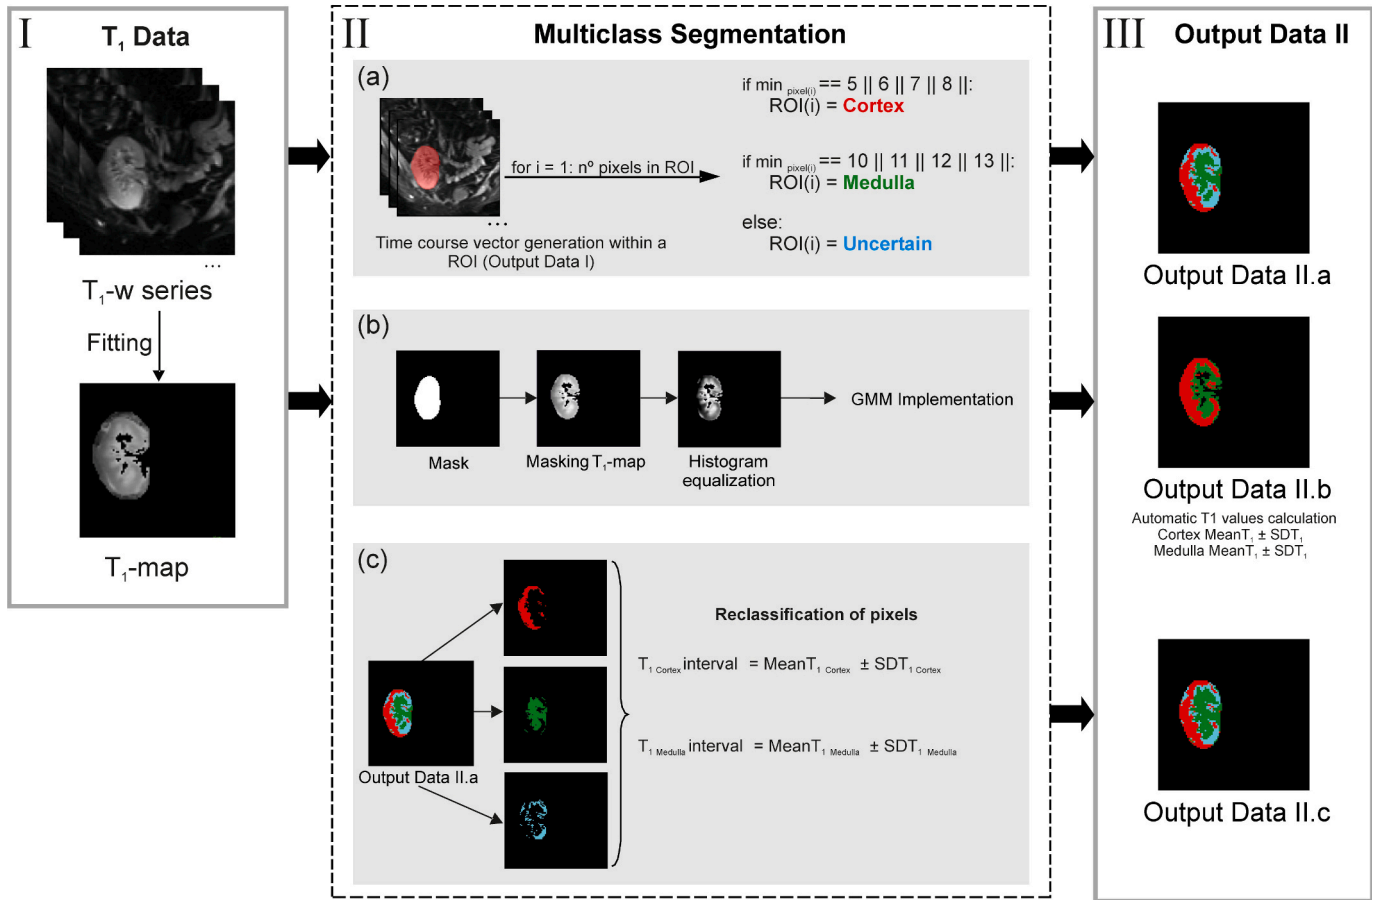 I
T1 Data
...
T1-w series
Fitting
T1-map
II
Multiclass Segmentation
(a)
...
Time course vector generation within a
ROI (Output Data I)
for i = 1: nº pixels in ROI
if min pixel(i) == 5 || 6 || 7 || 8 ||:
ROI(i) = Cortex
if min pixel(i) == 10 || 11 || 12 || 13 ||:
ROI(i) = Medulla
else:
ROI(i) = Uncertain
(b)
Mask
Masking T1-map
Histogram
equalization
GMM Implementation
(c)
Output Data II.a
Reclassification of pixels
T1 Cortex interval = MeanT1 Cortex ± SDT1 Cortex
T1 Medulla interval = MeanT1 Medulla ± SDT1 Medulla
III
Output Data II
Output Data II.a
Output Data II.b
Automatic T1 values calculation
Cortex MeanT1 ± SDT1
Medulla MeanT1 ± SDT1
Output Data II.c